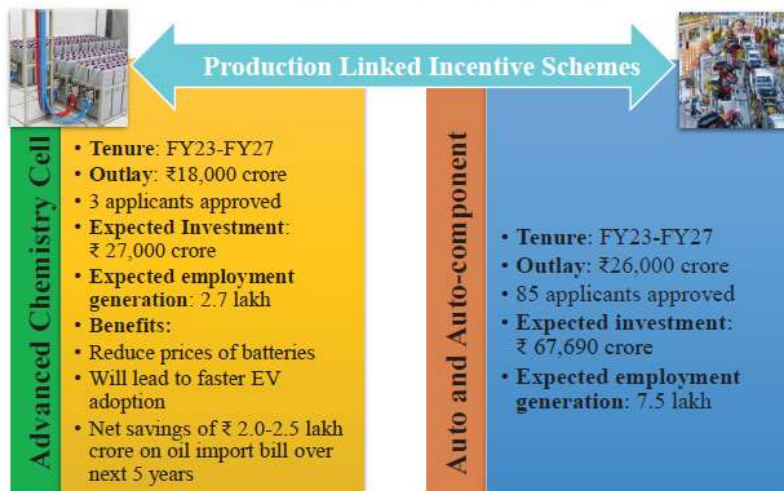 Production Linked Incentive Schemes
Advanced Chemistry Cell
• Tenure: FY23-FY27
• Outlay: ₹18,000 crore
• 3 applicants approved
• Expected Investment:
₹ 27,000 crore
• Expected employment
generation: 2.7 lakh
• Benefits:
• Reduce prices of batteries
• Will lead to faster EV
adoption
• Net savings of ₹ 2.0-2.5 lakh
crore on oil import bill over
next 5 years
Auto and Auto-component
• Tenure: FY23-FY27
• Outlay: ₹26,000 crore
• 85 applicants approved
• Expected investment:
₹ 67,690 crore
• Expected employment
generation: 7.5 lakh